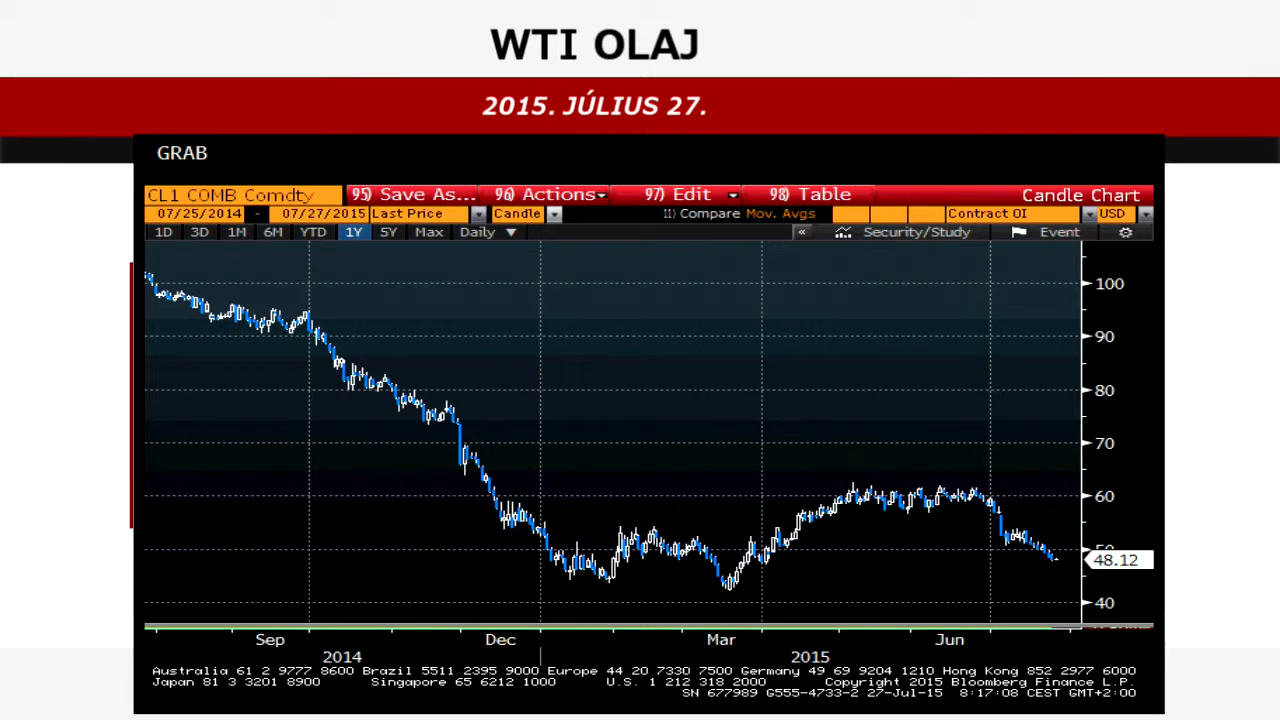 WTI OLAJ
2015. JÚLIUS 27.
GRAB
CL1 COMB Comdty 95) Save As... 96) Actions 97) Edit 98) Table Candle Chart
07/25/2014 - 07/27/2015 Last Price Candle 11) Compare Mov. Avgs Contract OI USD
1D 3D 1M 6M YTD 1Y 5Y Max Daily « Security/Study Event
100
90
80
70
60
50
48.12
40
Sep Dec Mar Jun
2014 2015
Australia 61 2 9777 8600 Brazil 5511 2395 9000 Europe 44 20 7330 7500 Germany 49 69 9204 1210 Hong Kong 852 2977 6000
Japan 81 3 3201 8900 Singapore 65 6212 1000 U.S. 1 212 318 2000 Copyright 2015 Bloomberg Finance L.P.
SN 677989 G555-4733-2 27-Jul-15 8:17:08 CEST GMT+2:00